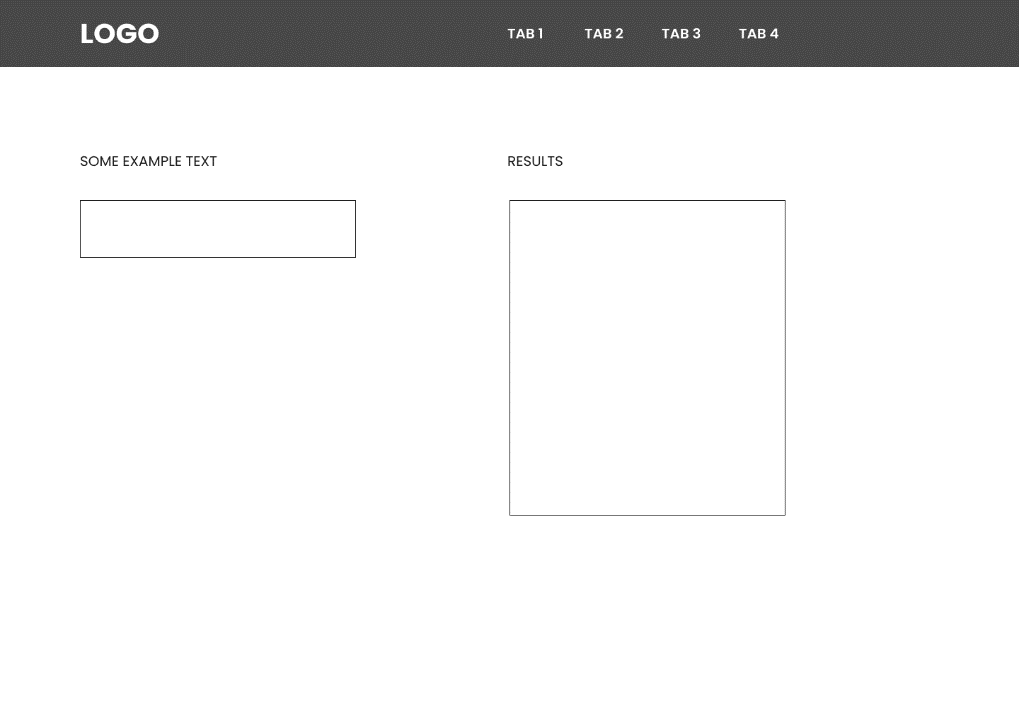 LOGO
TAB 1 TAB 2 TAB 3 TAB 4
SOME EXAMPLE TEXT
RESULTS